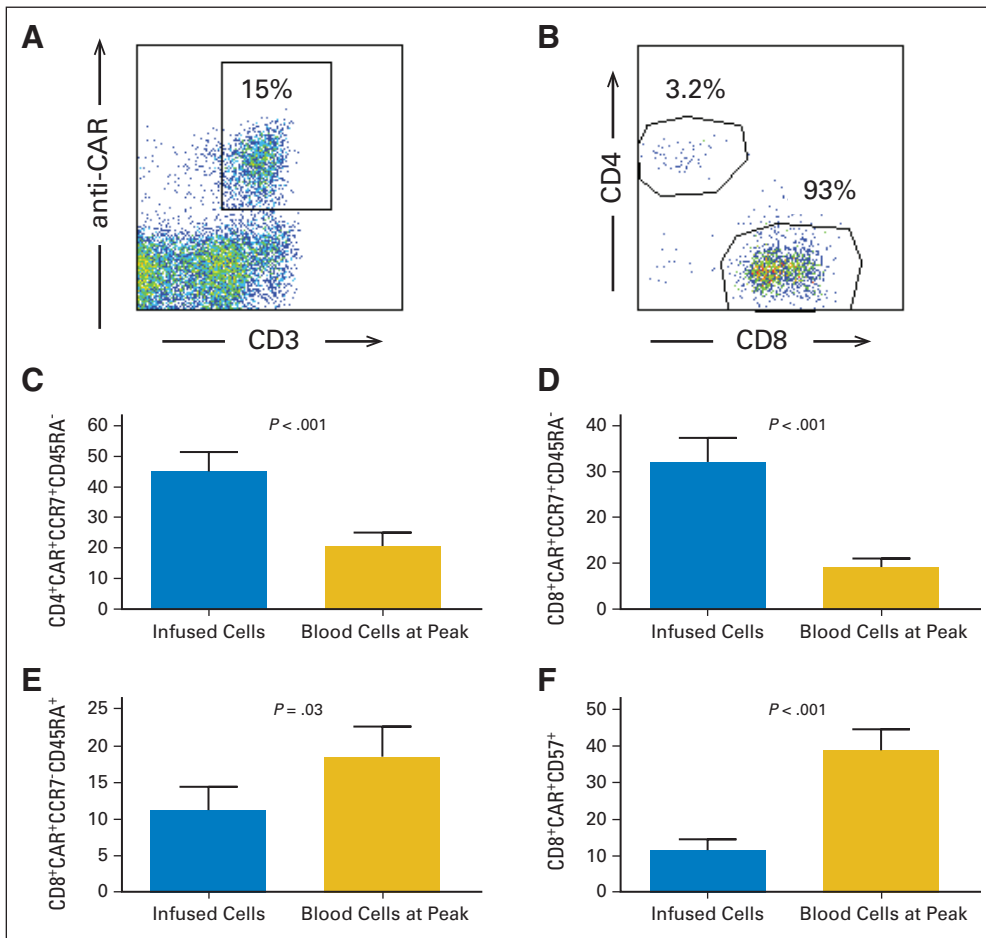 A
15%
anti-CAR
CD3
B
3.2%
93%
CD4
CD8
C
P < .001
CD4⁺CAR⁺CCR7⁺CD45RA⁻
60
50
40
30
20
10
0
Infused Cells
Blood Cells at Peak
D
P < .001
CD8⁺CAR⁺CCR7⁺CD45RA⁻
40
30
20
20
0
Infused Cells
Blood Cells at Peak
E
P = .03
CD8⁺CAR⁺CCR7⁻CD45RA⁺
25
20
15
10
5
0
Infused Cells
Blood Cells at Peak
F
P < .001
CD8⁺CAR⁺CD57⁺
50
40
30
20
10
0
Infused Cells
Blood Cells at Peak